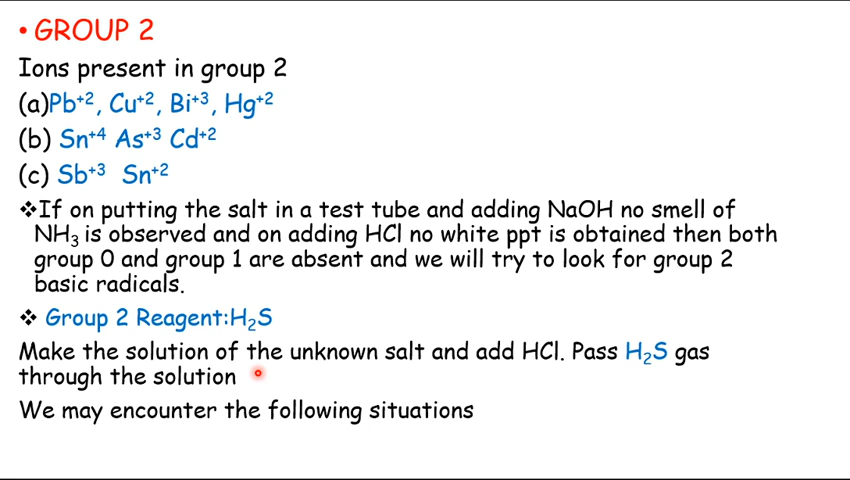 • GROUP 2
Ions present in group 2
(a)Pb⁺², Cu⁺², Bi⁺³, Hg⁺²
(b) Sn⁺⁴ As⁺³ Cd⁺²
(c) Sb⁺³ Sn⁺²
❖If on putting the salt in a test tube and adding NaOH no smell of
NH₃ is observed and on adding HCl no white ppt is obtained then both
group 0 and group 1 are absent and we will try to look for group 2
basic radicals.
❖ Group 2 Reagent:H₂S
Make the solution of the unknown salt and add HCl. Pass H₂S gas
through the solution
We may encounter the following situations